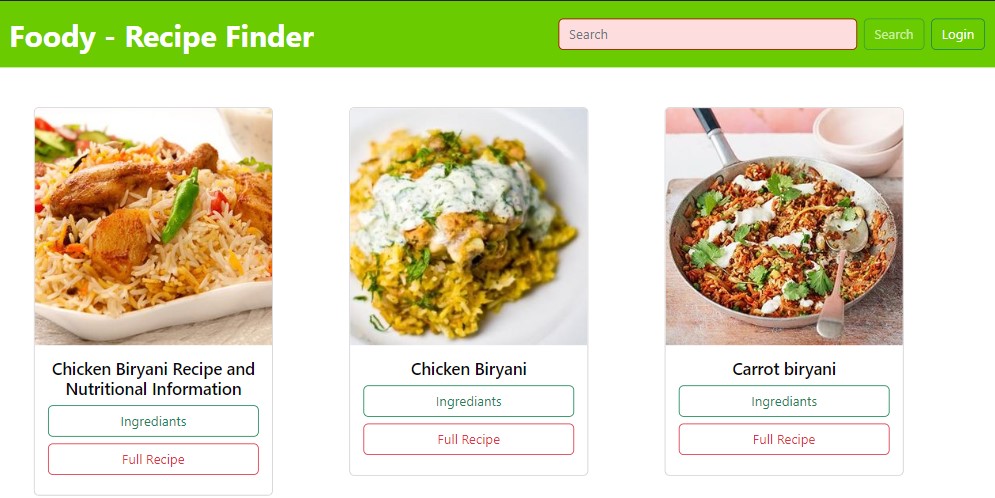 Foody - Recipe Finder
Search
Search
Login
Chicken Biryani Recipe and
Nutritional Information
Ingrediants
Full Recipe
Chicken Biryani
Ingrediants
Full Recipe
Carrot biryani
Ingrediants
Full Recipe